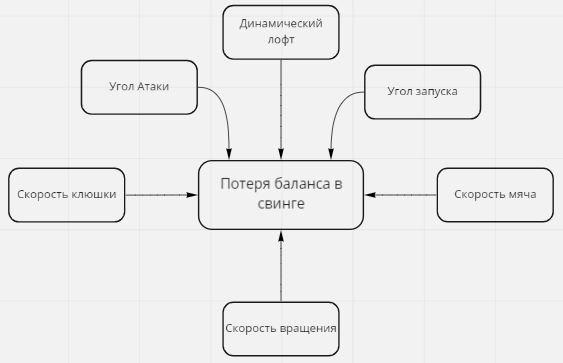 Динамический
лофт
Угол Атаки
Угол запуска
Потеря баланса в
свинге
Скорость клюшки
Скорость мяча
Скорость вращения